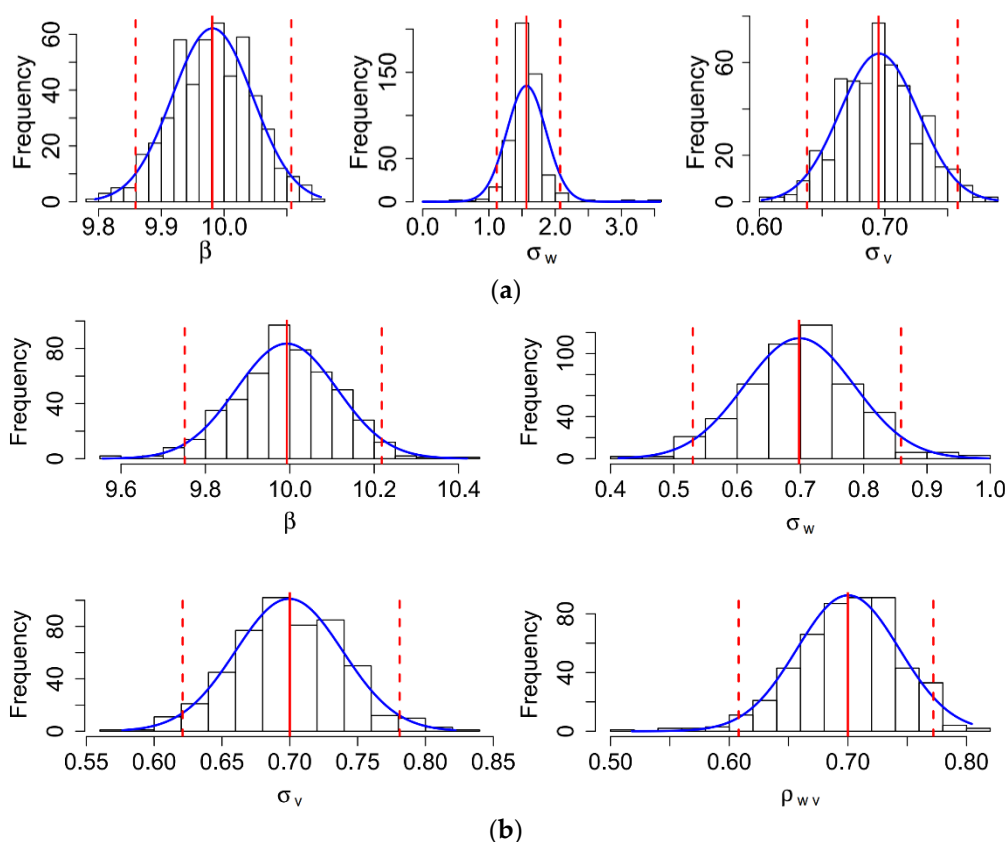 Frequency
0 20 40 60
9.8 9.9 10.0
β
Frequency
0 50 150
0.0 1.0 2.0 3.0
σ w
Frequency
0 20 60
0.60 0.70
σ v
(a)
Frequency
0 40 80
9.6 9.8 10.0 10.2 10.4
β
Frequency
0 40 100
0.4 0.5 0.6 0.7 0.8 0.9 1.0
σ w
Frequency
0 40 80
0.55 0.60 0.65 0.70 0.75 0.80 0.85
σ v
Frequency
0 40 80
0.50 0.60 0.70 0.80
ρ w v
(b)